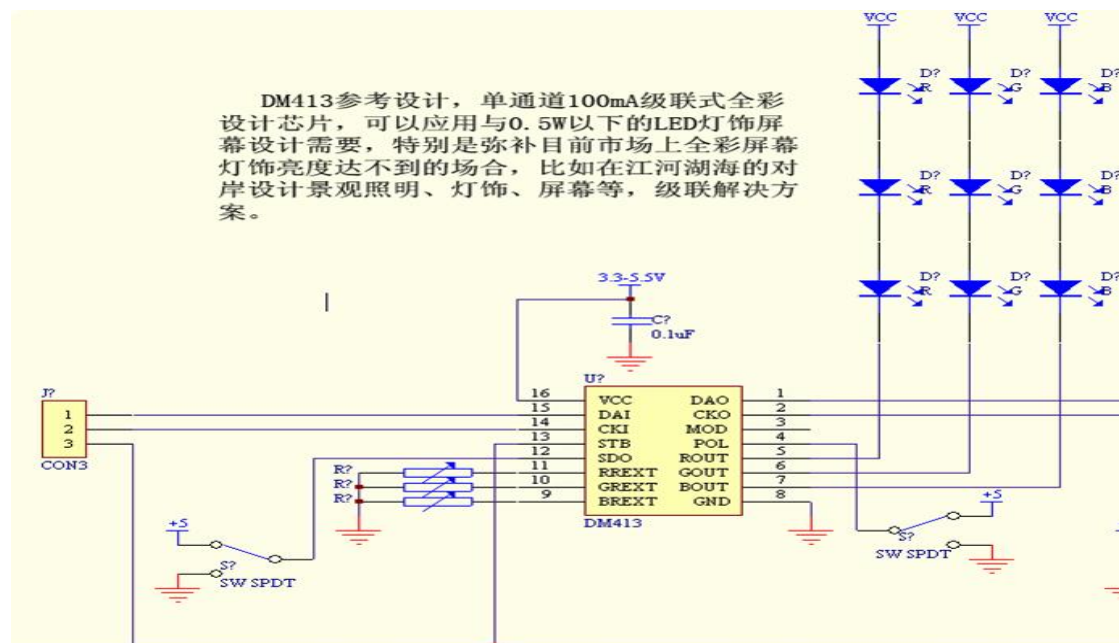 VCC VCC VCC
DM413参考设计，单通道100mA级联式全彩
设计芯片，可以应用与0.5W以下的LED灯饰屏
幕设计需要，特别是弥补目前市场上全彩屏幕
灯饰亮度达不到的场合，比如在江河湖海的对
岸设计景观照明、灯饰、屏幕等，级联解决方
案。
D? D? D?
R G B
D? D? D?
R G B
D? D? D?
R G B
3.3-5.5V
C?
0.1uF
J?
1
2
3
CON3
U?
16 VCC DAO 1
15 DAI CKO 2
14 CKI MOD 3
13 STB POL 4
12 SDO ROUT 5
11 RREXT GOUT 6
10 GREXT BOUT 7
9 BREXT GND 8
DM413
R?
R?
R?
+5
S?
SW SPDT
+5
S?
SW SPDT